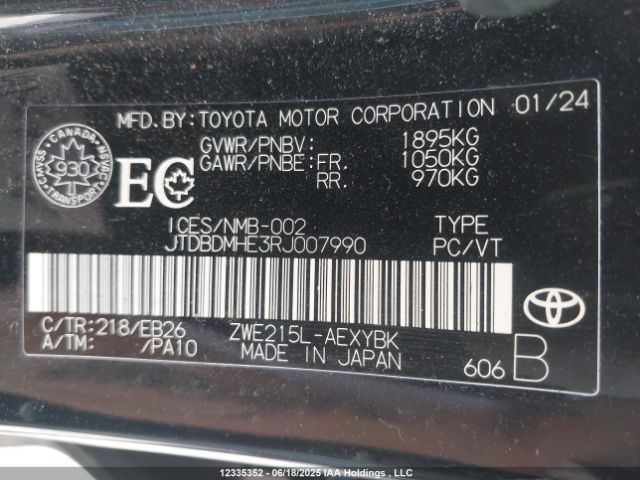 MFD.BY:TOYOTA MOTOR CORPORATION 01/24
GVWR/PNBV: 1895KG
GAWR/PNBE:FR. 1050KG
RR. 970KG
CANADA
CMVSS 930 NSVAC
TRANSPORT
EC
ICES/NMB-002 TYPE
JTDBDMHE3RJ007990 PC/VT
C/TR:218/EB26 ZWE215L-AEXYBK
A/TM: /PA10 MADE IN JAPAN
606 B
12335352 - 06/18/2025 IAA Holdings, LLC